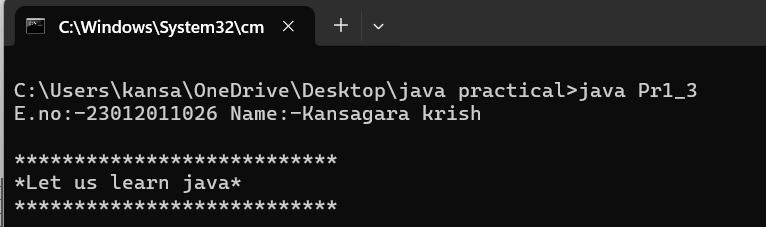 C:\Windows\System32\cm
C:\Users\kansa\OneDrive\Desktop\java practical>java Pr1_3
E.no:-23012011026 Name:-Kansagara krish
***************************
*Let us learn java*
***************************